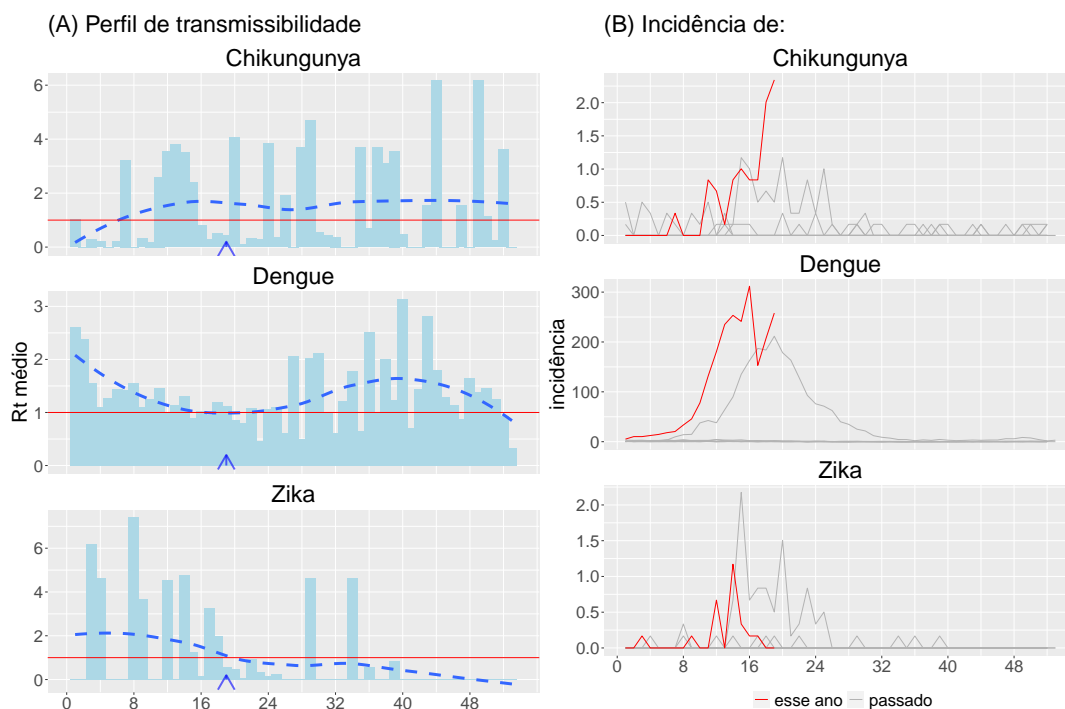 (A) Perfil de transmissibilidade
Chikungunya
6
4
2
0
Dengue
3
2
1
0
Rt médio
Zika
6
4
2
0
0 8 16 24 32 40 48
(B) Incidência de:
Chikungunya
2.0
1.5
1.0
0.5
0.0
Dengue
300
200
100
0
incidência
Zika
2.0
1.5
1.0
0.5
0.0
0 8 16 24 32 40 48
esse ano passado